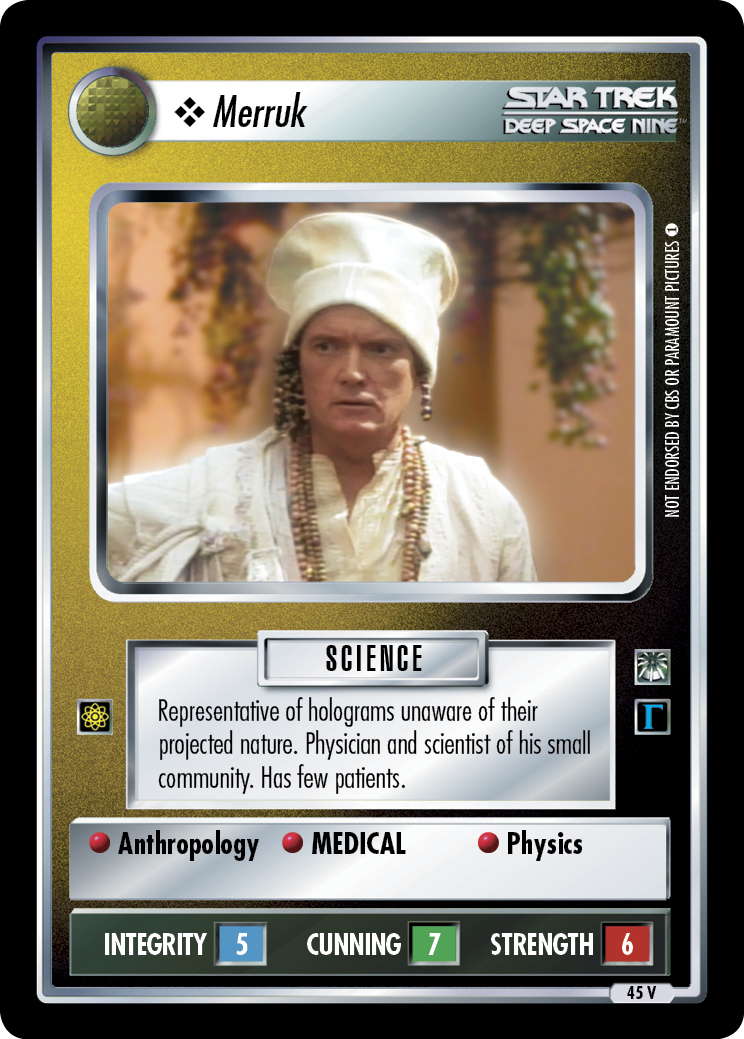 Merruk
STAR TREK
DEEP SPACE NINE™
NOT ENDORSED BY CBS OR PARAMOUNT PICTURES 1
SCIENCE
Representative of holograms unaware of their
projected nature. Physician and scientist of his small
community. Has few patients.
Γ
Anthropology MEDICAL Physics
INTEGRITY 5 CUNNING 7 STRENGTH 6
45 V